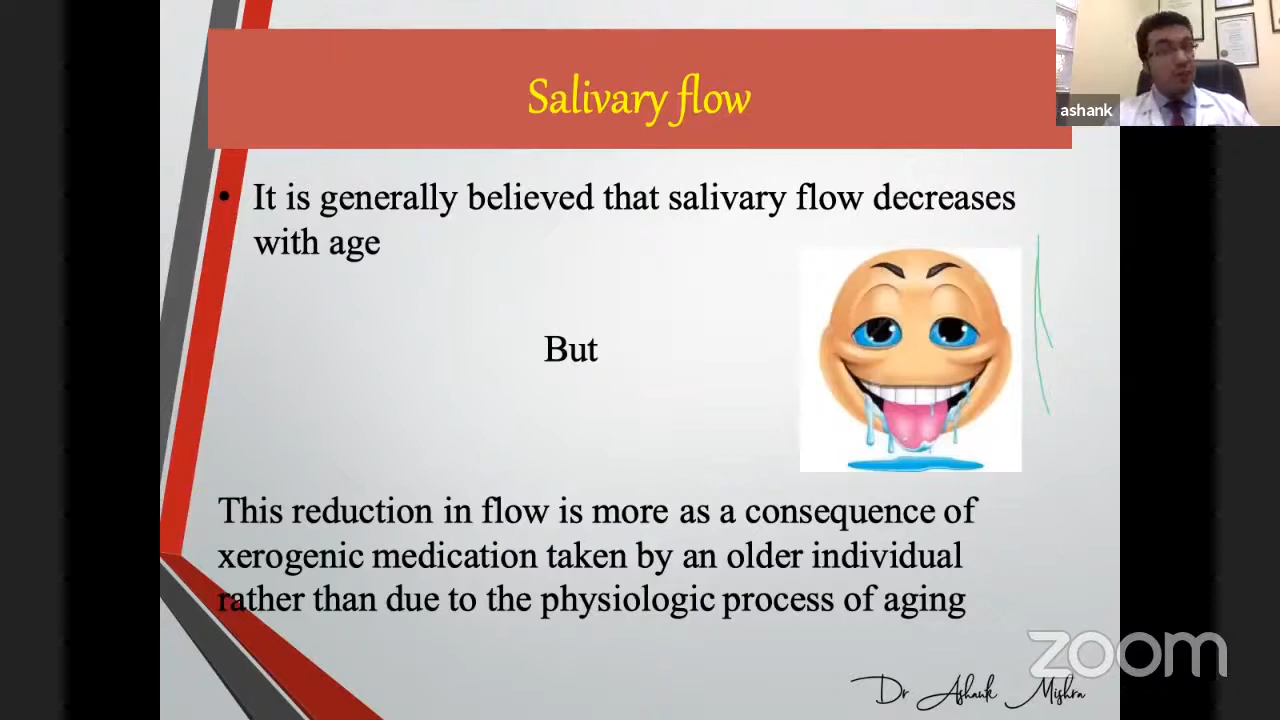 Salivary flow
ashank
• It is generally believed that salivary flow decreases
with age
But
This reduction in flow is more as a consequence of
xerogenic medication taken by an older individual
rather than due to the physiologic process of aging
zoom
Dr Ashank Mishra